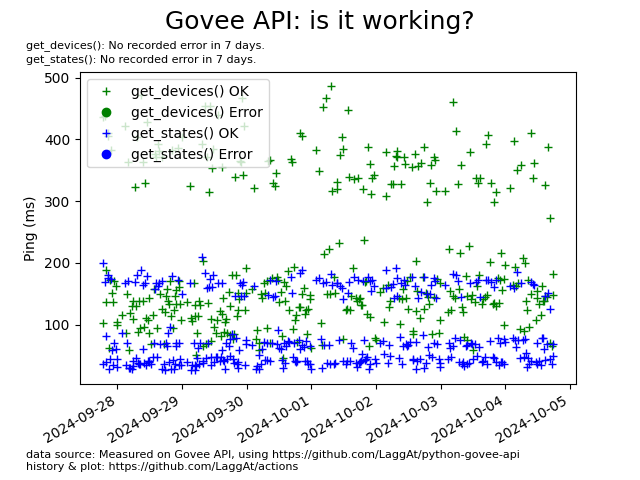 Govee API: is it working?
get_devices(): No recorded error in 7 days.
get_states(): No recorded error in 7 days.
get_devices() OK
get_devices() Error
get_states() OK
get_states() Error
Ping (ms)
500
400
300
200
100
2024-09-28
2024-09-29
2024-09-30
2024-10-01
2024-10-02
2024-10-03
2024-10-04
2024-10-05
data source: Measured on Govee API, using https://github.com/LaggAt/python-govee-api
history & plot: https://github.com/LaggAt/actions